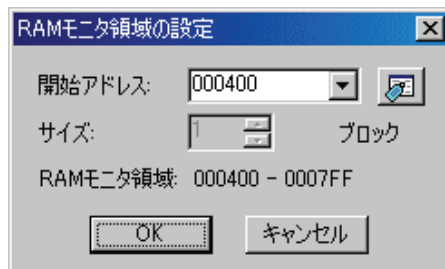 RAMモニタ領域の設定
開始アドレス: 000400
サイズ: 1 ブロック
RAMモニタ領域: 000400 - 0007FF
OK キャンセル